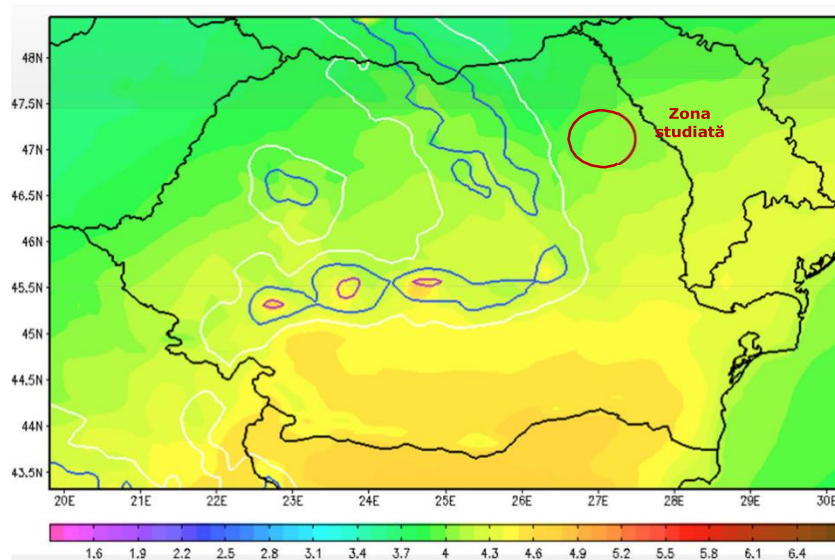 48N
47.5N
Zona
studiată
47N
46.5N
46N
45.5N
45N
44.5N
44N
43.5N
20E 21E 22E 23E 24E 25E 26E 27E 28E 29E 30E
1.6 1.9 2.2 2.5 2.8 3.1 3.4 3.7 4 4.3 4.6 4.9 5.2 5.5 5.8 6.1 6.4